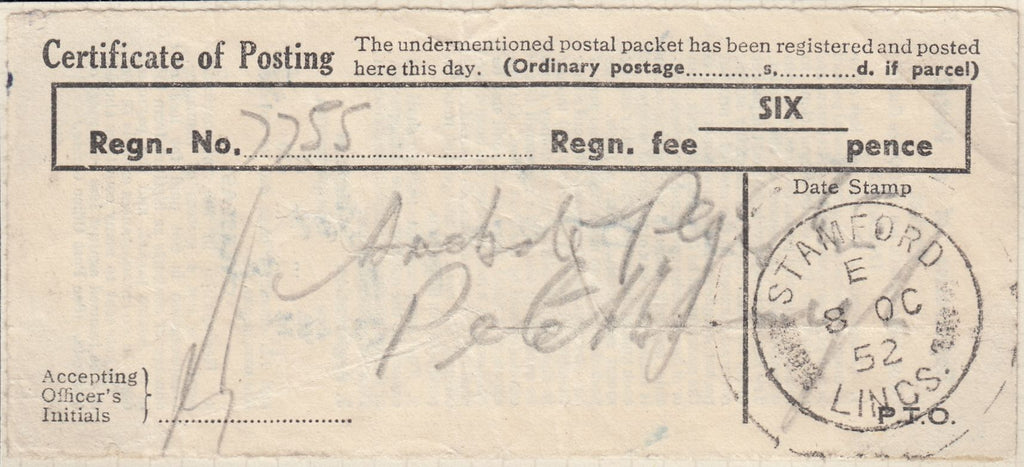 Certificate of Posting
The undermentioned postal packet has been registered and posted
here this day. (Ordinary postage............s,............d. if parcel)
Regn. No. 7755 Regn. fee SIX pence
Date Stamp
STAMFORD
E
8 OC
52
LINCS.
Accepting
Officer's
Initials
P.T.O.